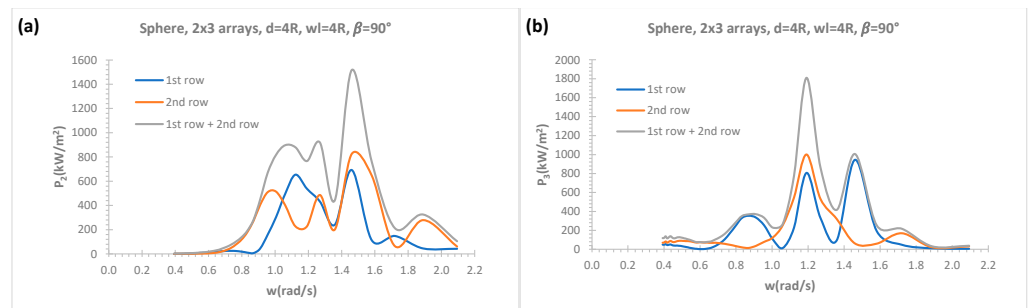 (a)
Sphere, 2x3 arrays, d=4R, wl=4R, β=90°
1600
1400
1200
1000
800
600
400
200
0
P₂(kW/m²)
1st row
2nd row
1st row + 2nd row
0.0 0.2 0.4 0.6 0.8 1.0 1.2 1.4 1.6 1.8 2.0 2.2
w(rad/s)
(b)
Sphere, 2x3 arrays, d=4R, wl=4R, β=90°
2000
1800
1600
1400
1200
1000
800
600
400
200
0
P₃(kW/m²)
1st row
2nd row
1st row + 2nd row
0.0 0.2 0.4 0.6 0.8 1.0 1.2 1.4 1.6 1.8 2.0 2.2
w(rad/s)